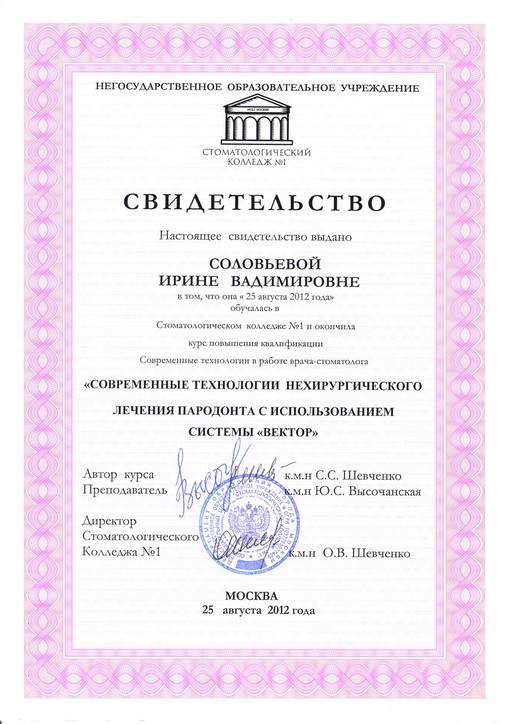 НЕГОСУДАРСТВЕННОЕ ОБРАЗОВАТЕЛЬНОЕ УЧРЕЖДЕНИЕ
СТОМАТОЛОГИЧЕСКИЙ
КОЛЛЕДЖ №1
СВИДЕТЕЛЬСТВО
Настоящее свидетельство выдано
СОЛОВЬЕВОЙ
ИРИНЕ ВАДИМИРОВНЕ
в том, что она « 25 августа 2012 года»
обучалась в
Стоматологическом колледже №1 и окончила
курс повышения квалификации
Современные технологии в работе врача-стоматолога
«СОВРЕМЕННЫЕ ТЕХНОЛОГИИ НЕХИРУРГИЧЕСКОГО
ЛЕЧЕНИЯ ПАРОДОНТА С ИСПОЛЬЗОВАНИЕМ
СИСТЕМЫ «ВЕКТОР»
Автор курса к.м.н С.С. Шевченко
Преподаватель к.м.н Ю.С. Высочанская
Директор
Стоматологического
Колледжа №1 к.м.н О.В. Шевченко
МОСКВА
25 августа 2012 года